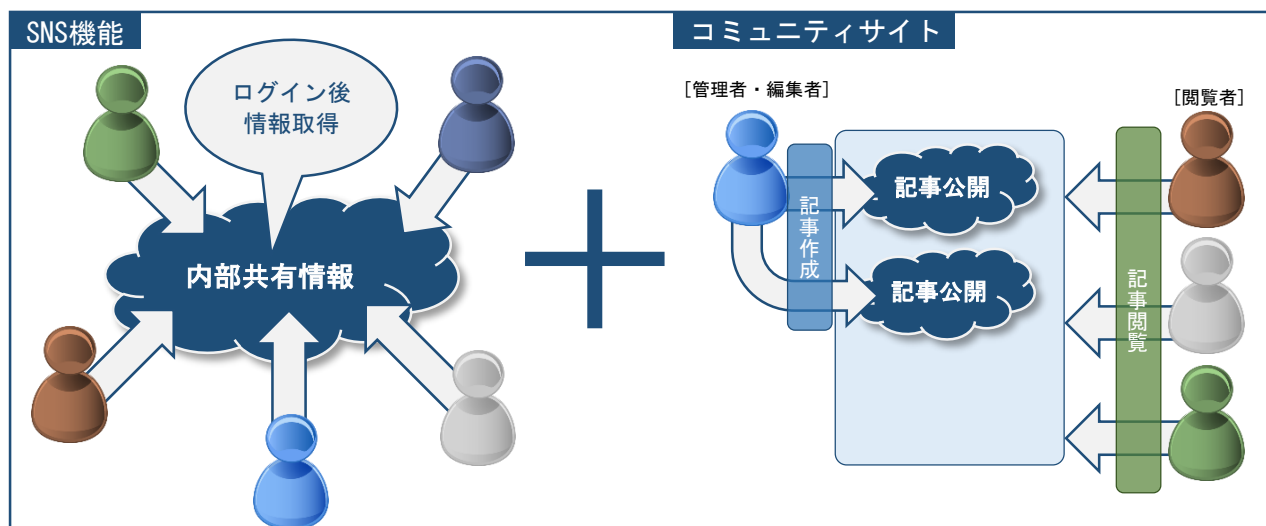 SNS機能
ログイン後
情報取得
内部共有情報
コミュニティサイト
[管理者・編集者]
[閲覧者]
記事作成
記事公開
記事公開
記事閲覧